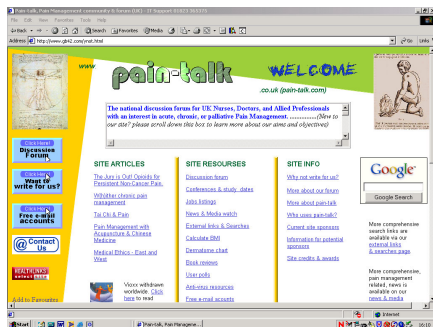 Pain-talk, Pain Management community & forum (UK) - IT Support 01823 365375
File Edit View Favorites Tools Help
Back Search Favorites Media
Address http://www.gb42.com/jnat.html Go Links
www pain-talk WELCOME
.co.uk (pain-talk.com)
The national discussion forum for UK Nurses, Doctors, and Allied Professionals
with an interest in acute, chronic, or palliative Pain Management. ..............(New to
our site? please scroll down this box to learn more about our aims and objectives)
Click Here!
Discussion
Forum
Click Here!
Want to
write for us?
Click Here!
Free e-mail
accounts
@ Contact
Us
HEALTHLINKS
select site
Add to Favourites
SITE ARTICLES
The Jury is Out! Opioids for
Persistent Non-Cancer Pain.
Wither chronic pain
management
Tai Chi & Pain
Pain Management with
Acupuncture & Chinese
Medicine
Medical Ethics - East and
West
Vioxx withdrawn
worldwide. Click
here to read
SITE RESOURSES
Discussion forum
Conferences & study, dates
Jobs listings
News & Media watch
External links & Searches
Calculate BMI
Dermatome chart
Book reviews
User polls
Anti-virus resources
Free e-mail accounts
SITE INFO
Why not write for us?
More about our forum
More about pain-talk
Who uses pain-talk?
Current site sponsors
Information for potential
sponsors
Site credits & awards
Google
Google Search
More comprehensive
search links are
available via our
external links
& searches page
More comprehensive,
pain management
related, news is
available on our
news & media
Internet
Start Pain-talk, Pain Manageme...